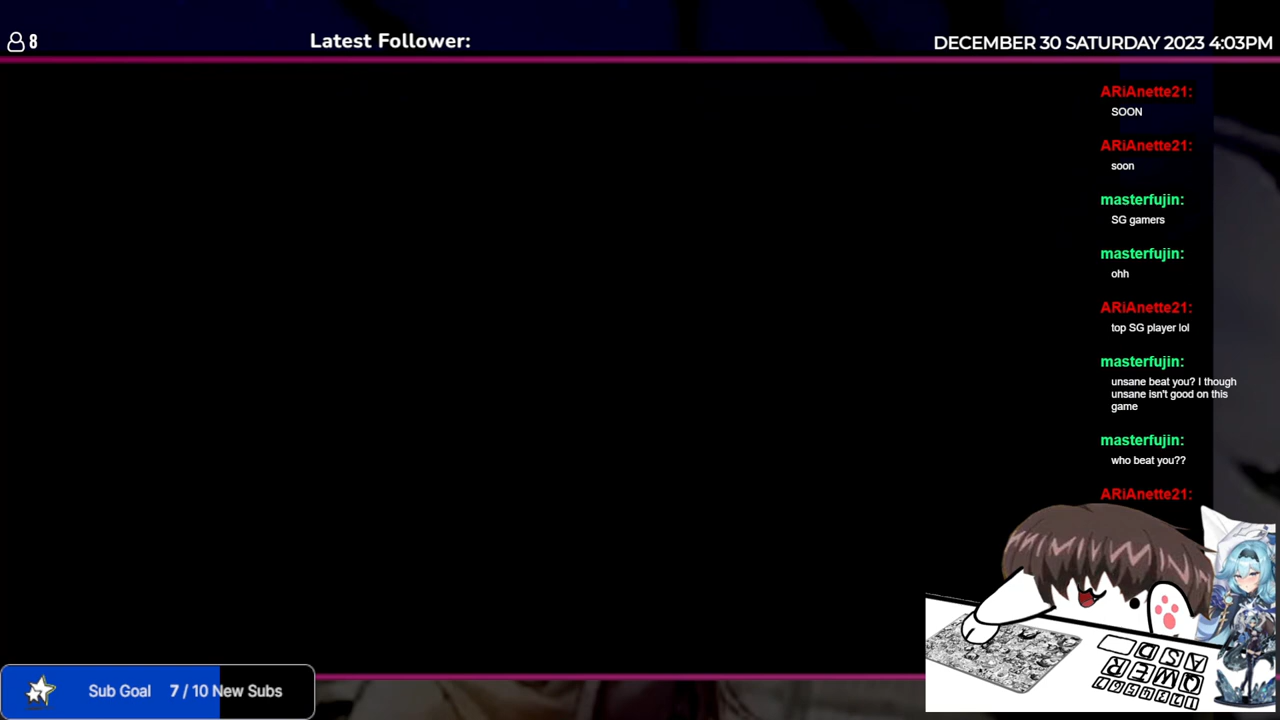 8
Latest Follower:
DECEMBER 30 SATURDAY 2023 4:03PM
ARiAnette21:
SOON
ARiAnette21:
soon
masterfujin:
SG gamers
masterfujin:
ohh
ARiAnette21:
top SG player lol
masterfujin:
unsane beat you? I though
unsane isn't good on this
game
masterfujin:
who beat you??
ARiAnette21:
Sub Goal 7 / 10 New Subs